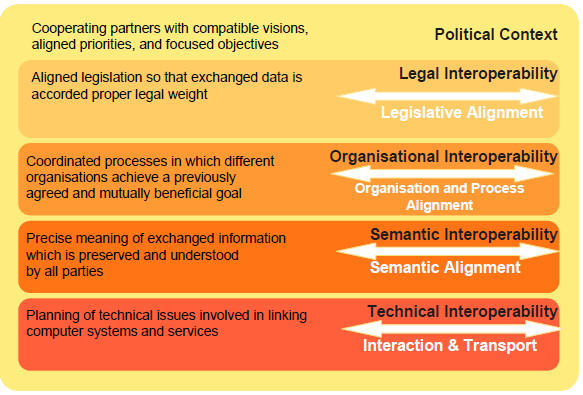 Cooperating partners with compatible visions,
aligned priorities, and focused objectives
Political Context
Aligned legislation so that exchanged data is
accorded proper legal weight
Legal Interoperability
Legislative Alignment
Coordinated processes in which different
organisations achieve a previously
agreed and mutually beneficial goal
Organisational Interoperability
Organisation and Process
Alignment
Precise meaning of exchanged information
which is preserved and understood
by all parties
Semantic Interoperability
Semantic Alignment
Planning of technical issues involved in linking
computer systems and services
Technical Interoperability
Interaction & Transport